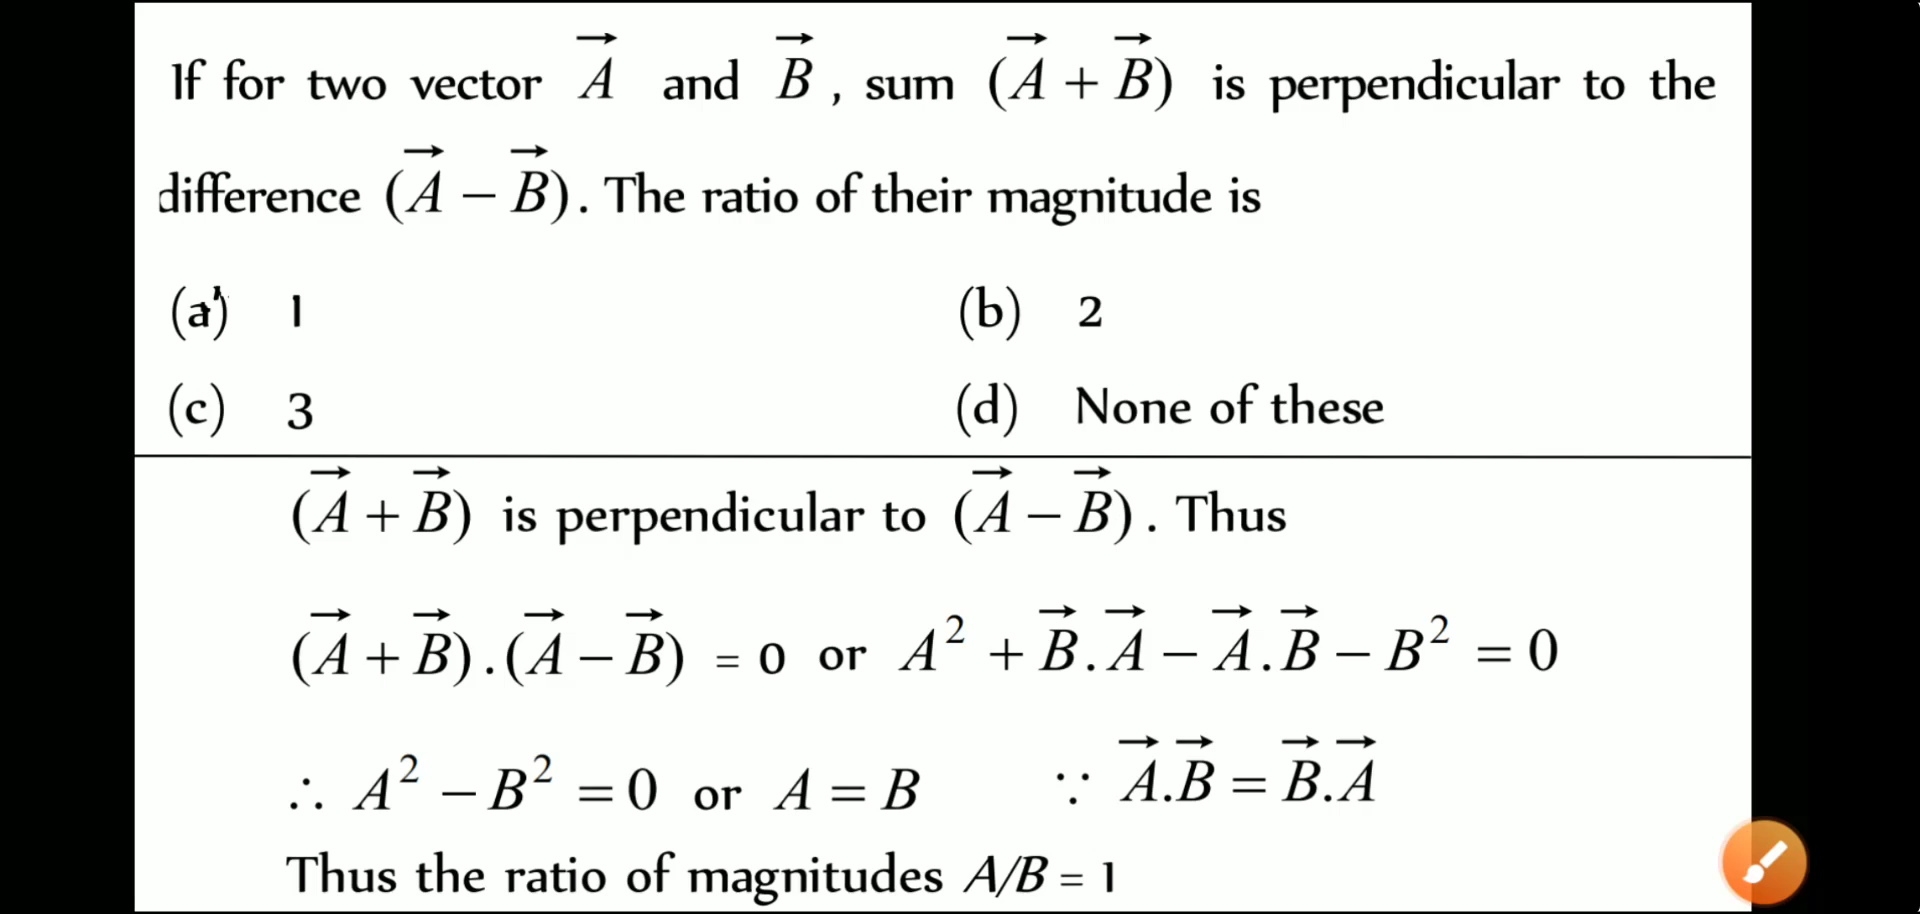 If for two vector A⃗ and B⃗ , sum (A⃗ + B⃗) is perpendicular to the
difference (A⃗ − B⃗). The ratio of their magnitude is
(a) 1 (b) 2
(c) 3 (d) None of these
(A⃗ + B⃗) is perpendicular to (A⃗ − B⃗). Thus
(A⃗ + B⃗).(A⃗ − B⃗) = 0 or A² + B⃗.A⃗ − A⃗.B⃗ − B² = 0
∴ A² − B² = 0 or A = B ∵ A⃗.B⃗ = B⃗.A⃗
Thus the ratio of magnitudes A/B = 1